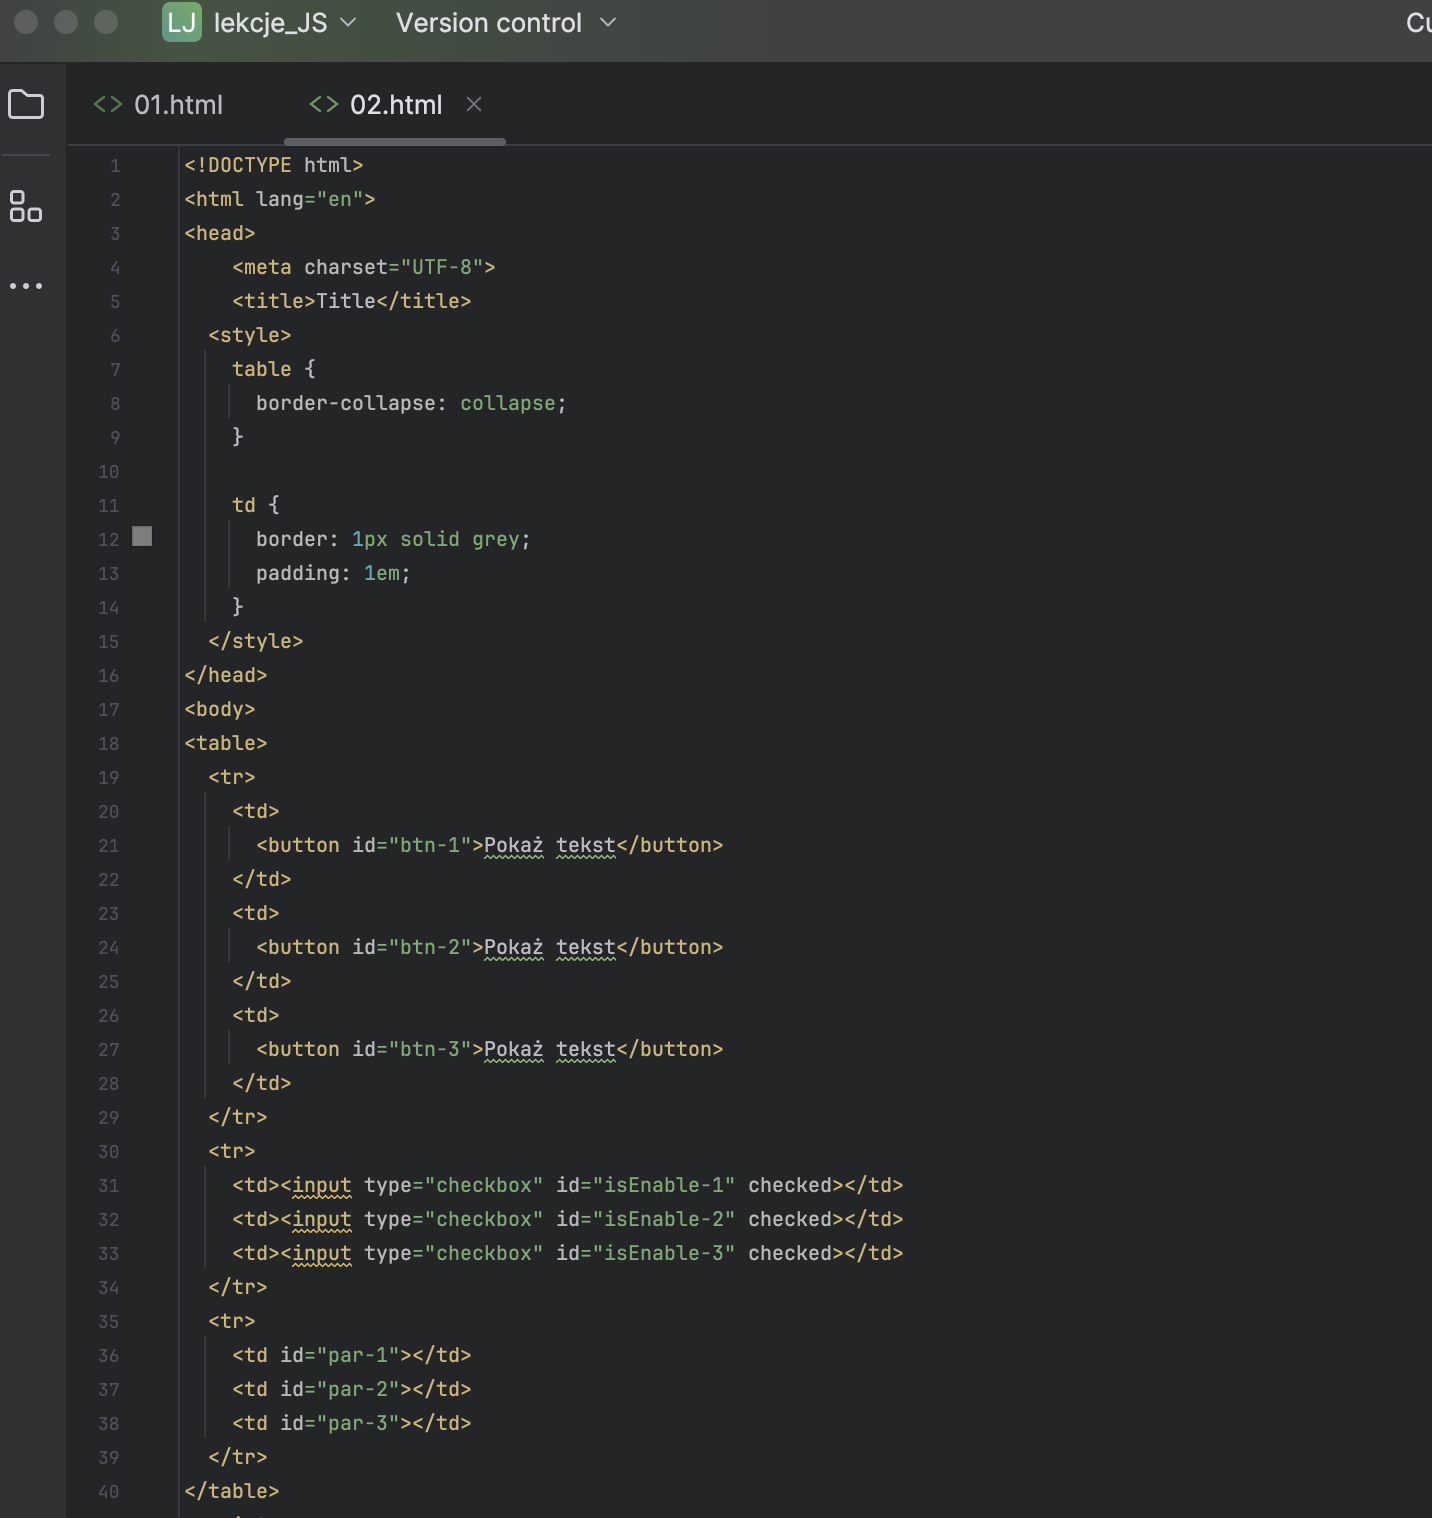 LJ lekcje_JS Version control
01.html 02.html
1 <!DOCTYPE html>
2 <html lang="en">
3 <head>
4 <meta charset="UTF-8">
5 <title>Title</title>
6 <style>
7 table {
8 border-collapse: collapse;
9 }
10
11 td {
12 border: 1px solid grey;
13 padding: 1em;
14 }
15 </style>
16 </head>
17 <body>
18 <table>
19 <tr>
20 <td>
21 <button id="btn-1">Pokaż tekst</button>
22 </td>
23 <td>
24 <button id="btn-2">Pokaż tekst</button>
25 </td>
26 <td>
27 <button id="btn-3">Pokaż tekst</button>
28 </td>
29 </tr>
30 <tr>
31 <td><input type="checkbox" id="isEnable-1" checked></td>
32 <td><input type="checkbox" id="isEnable-2" checked></td>
33 <td><input type="checkbox" id="isEnable-3" checked></td>
34 </tr>
35 <tr>
36 <td id="par-1"></td>
37 <td id="par-2"></td>
38 <td id="par-3"></td>
39 </tr>
40 </table>